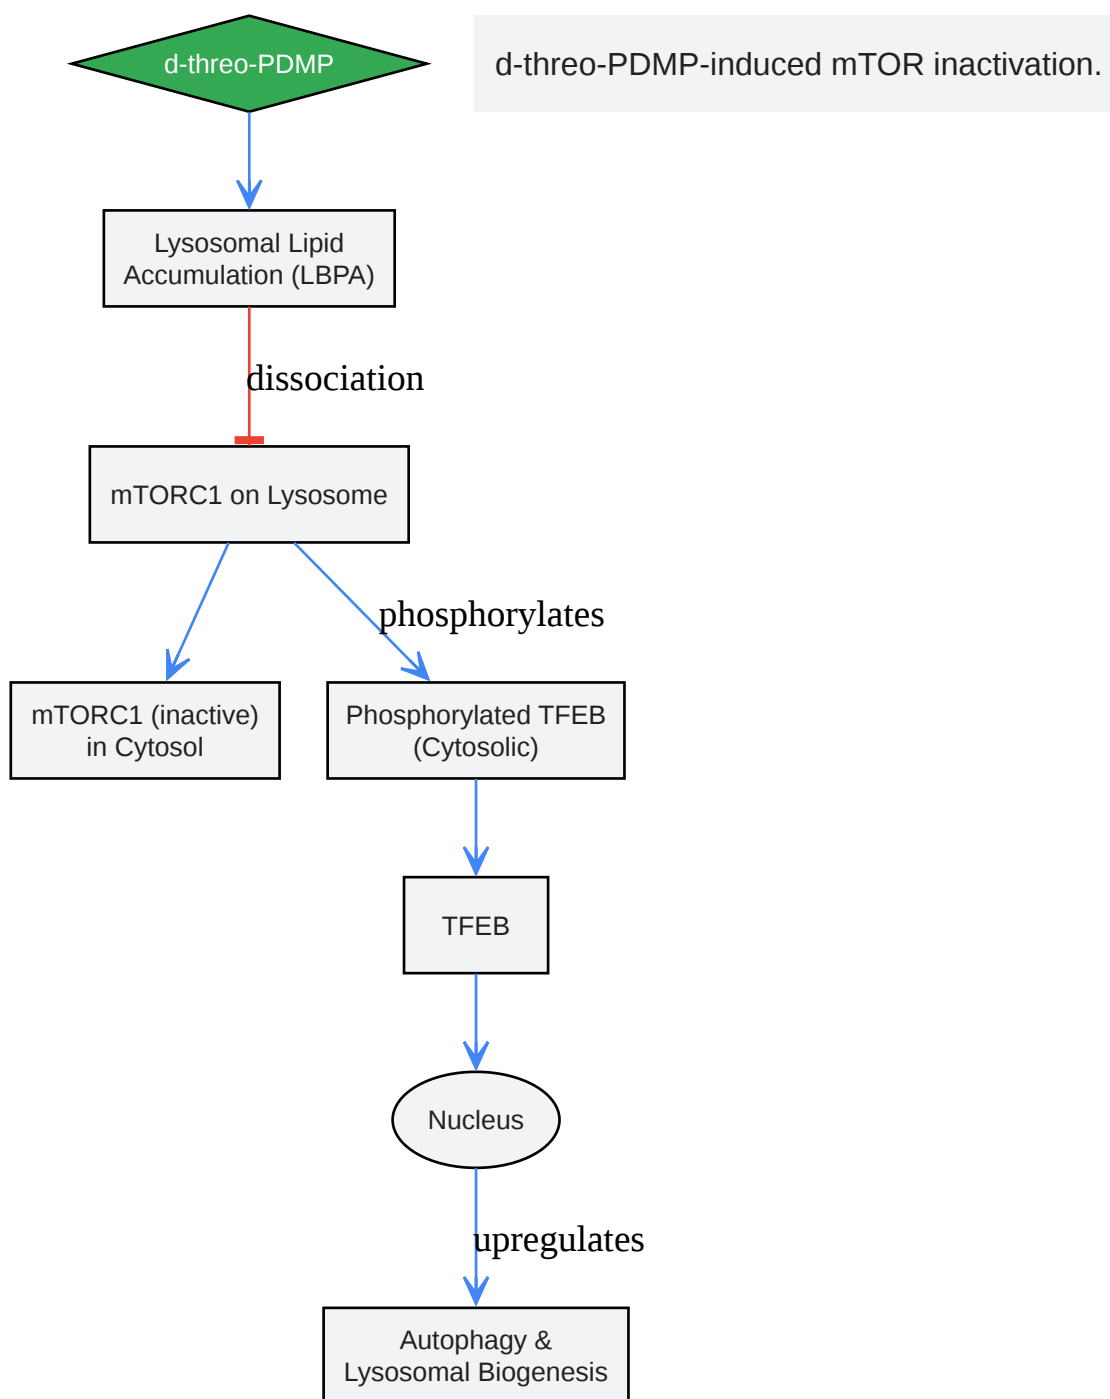 d-threo-PDMP
d-threo-PDMP-induced mTOR inactivation.
Lysosomal Lipid
Accumulation (LBPA)
dissociation
mTORC1 on Lysosome
phosphorylates
mTORC1 (inactive)
in Cytosol
Phosphorylated TFEB
(Cytosolic)
TFEB
Nucleus
upregulates
Autophagy &
Lysosomal Biogenesis